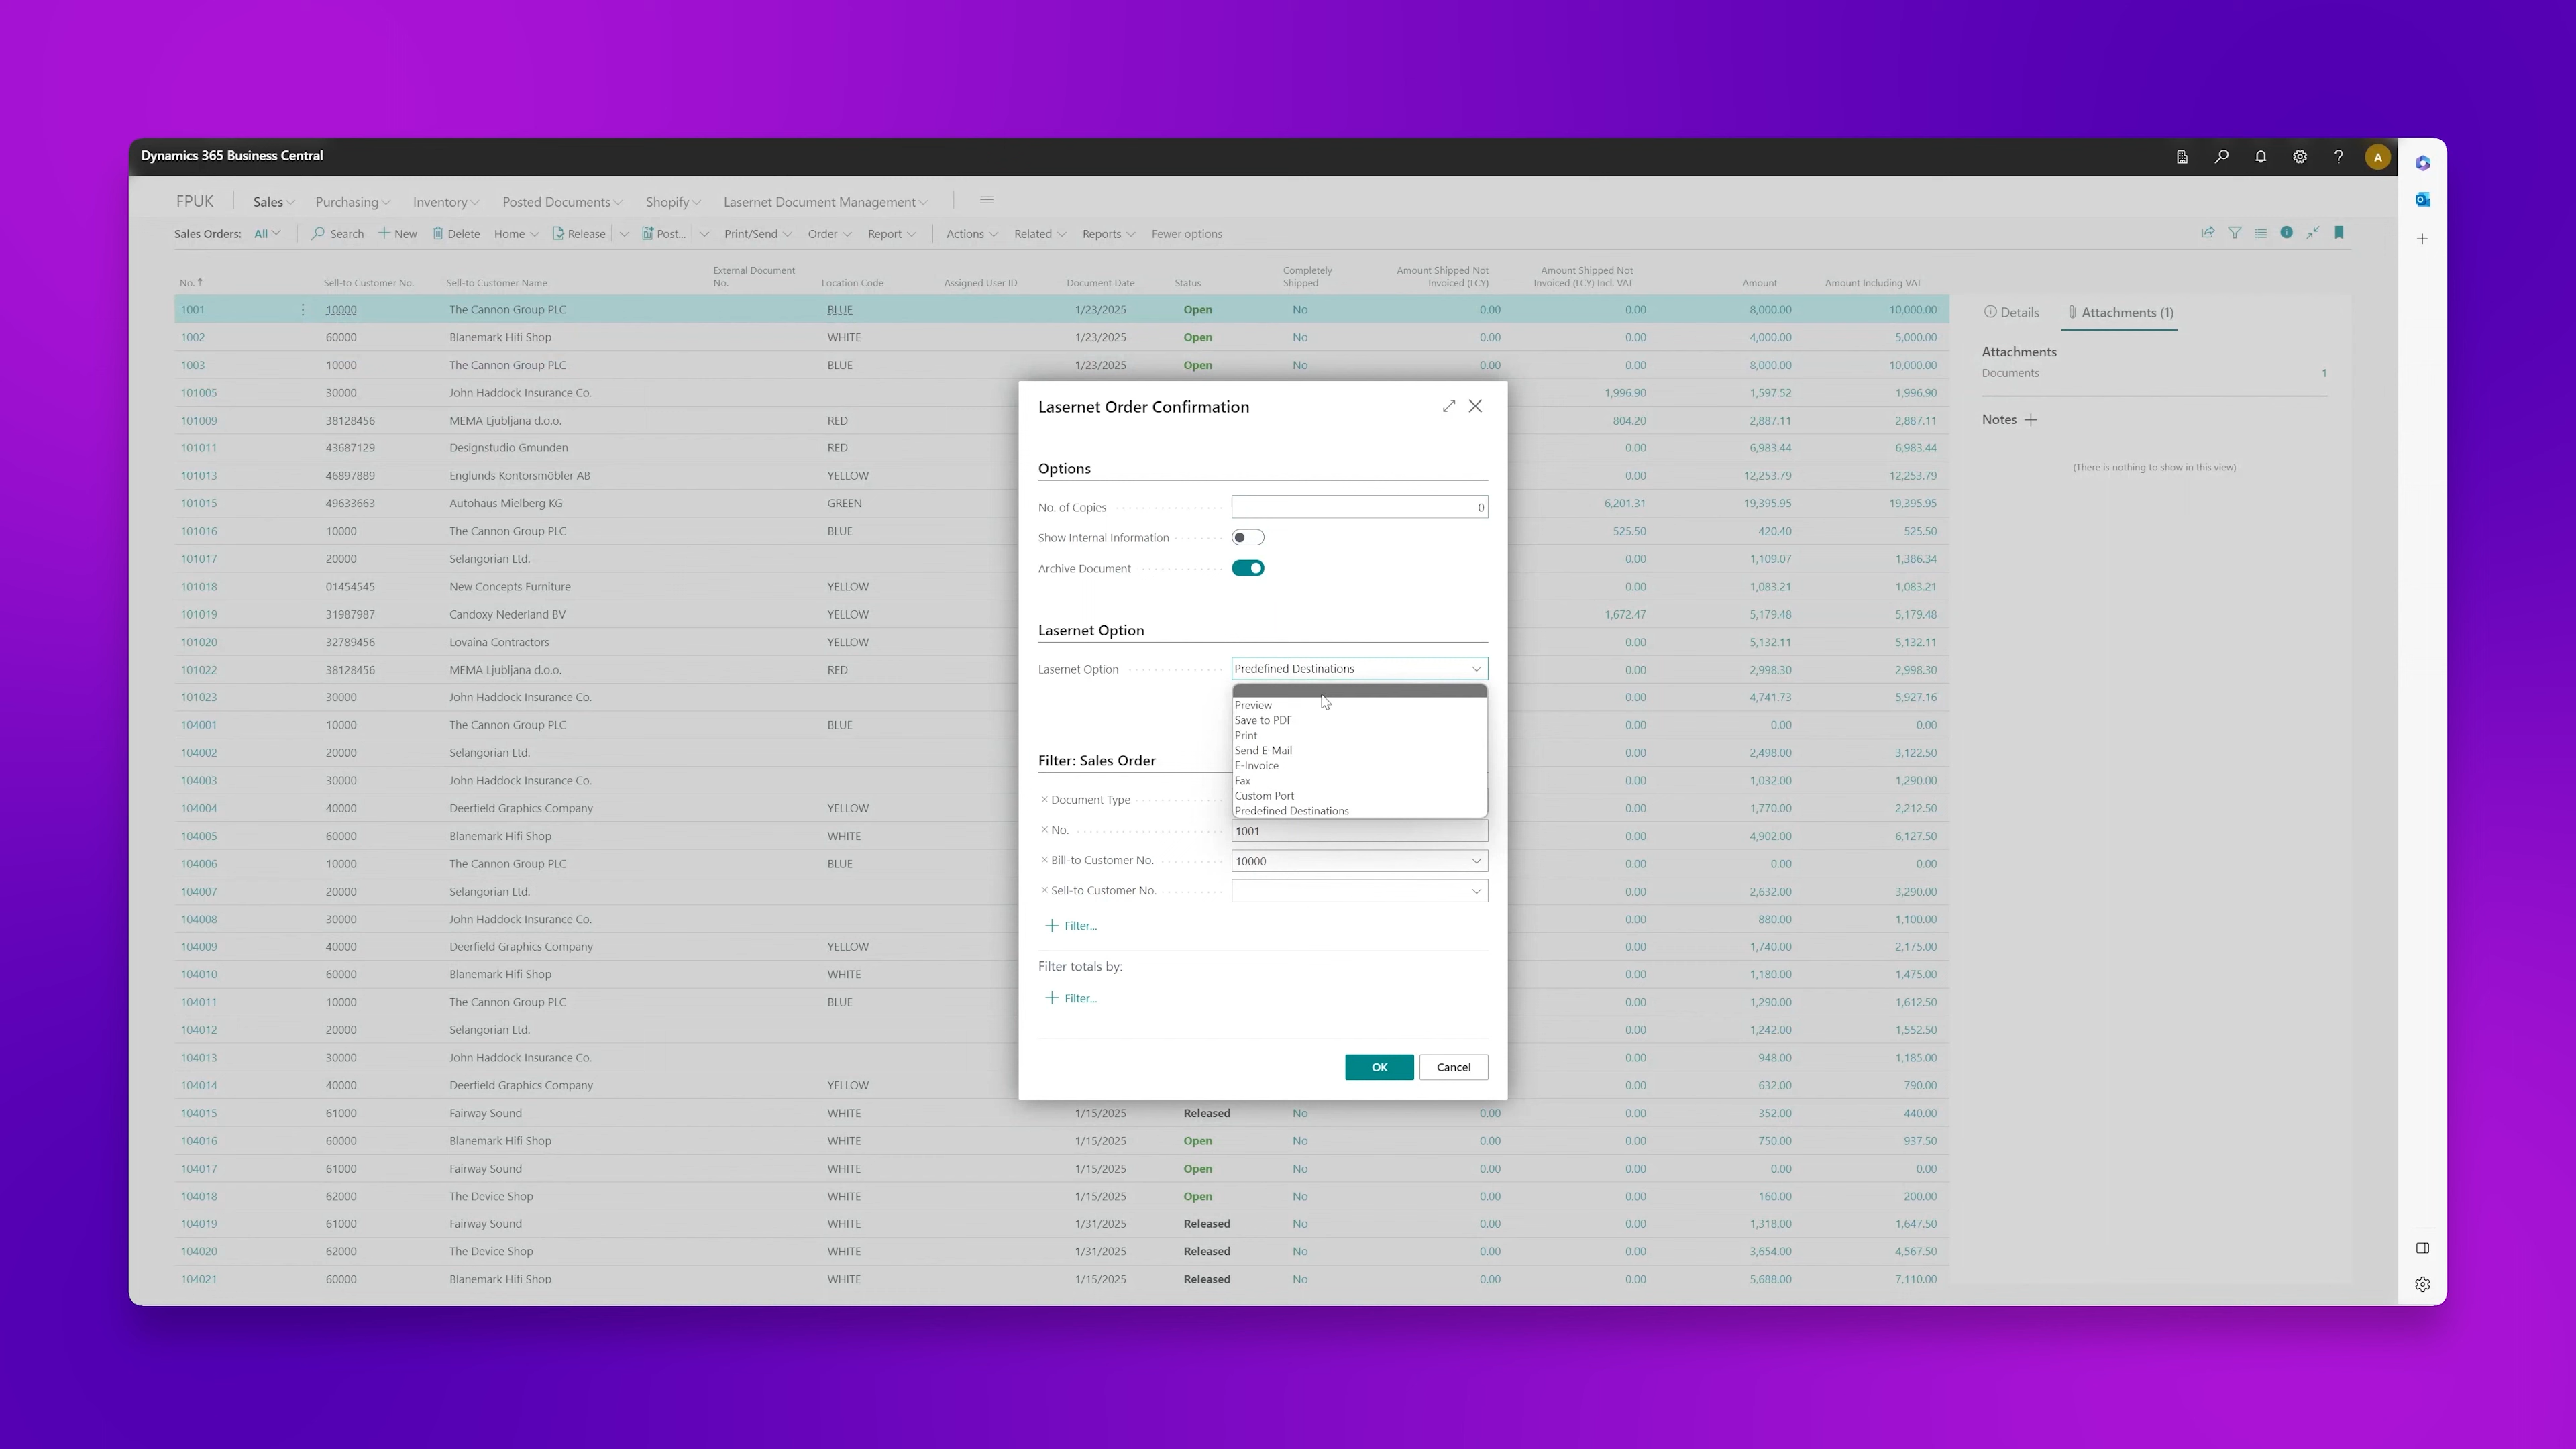 Dynamics 365 Business Central
A
FPUK Sales Purchasing Inventory Posted Documents Shopify Lasernet Document Management
Sales Orders: All Search New Delete Home Release Post... Print/Send Order Report Actions Related Reports Fewer options
No. Sell-to Customer No. Sell-to Customer Name External Document No. Location Code Assigned User ID Document Date Status Completely Shipped Amount Shipped Not Invoiced (LCY) Amount Shipped Not Invoiced (LCY) Incl. VAT Amount Amount Including VAT
1001 10000 The Cannon Group PLC BLUE 1/23/2025 Open No 0.00 0.00 8,000.00 10,000.00
1002 60000 Blanemark Hifi Shop WHITE 1/23/2025 Open No 0.00 0.00 4,000.00 5,000.00
1003 10000 The Cannon Group PLC BLUE 1/23/2025 Open No 0.00 0.00 8,000.00 10,000.00
101005 30000 John Haddock Insurance Co. 1,996.90 1,597.52 1,996.90
101009 38128456 MEMA Ljubljana d.o.o. RED 804.20 2,887.11 2,887.11
101011 43687129 Designstudio Gmunden RED 0.00 6,983.44 6,983.44
101013 46897889 Englunds Kontorsmöbler AB YELLOW 0.00 12,253.79 12,253.79
101015 49633663 Autohaus Mielberg KG GREEN 6,201.31 19,395.95 19,395.95
101016 10000 The Cannon Group PLC BLUE 525.50 420.40 525.50
101017 20000 Selangorian Ltd. 0.00 1,109.07 1,386.34
101018 01454545 New Concepts Furniture YELLOW 0.00 1,083.21 1,083.21
101019 31987987 Candoxy Nederland BV YELLOW 1,672.47 5,179.48 5,179.48
101020 32789456 Lovaina Contractors YELLOW 0.00 5,132.11 5,132.11
101022 38128456 MEMA Ljubljana d.o.o. RED 0.00 2,998.30 2,998.30
101023 30000 John Haddock Insurance Co. 0.00 4,741.73 5,927.16
104001 10000 The Cannon Group PLC BLUE 0.00 0.00 0.00
104002 20000 Selangorian Ltd. 0.00 2,498.00 3,122.50
104003 30000 John Haddock Insurance Co. 0.00 1,032.00 1,290.00
104004 40000 Deerfield Graphics Company YELLOW 0.00 1,770.00 2,212.50
104005 60000 Blanemark Hifi Shop WHITE 0.00 4,902.00 6,127.50
104006 10000 The Cannon Group PLC BLUE 0.00 0.00 0.00
104007 20000 Selangorian Ltd. 0.00 2,632.00 3,290.00
104008 30000 John Haddock Insurance Co. 0.00 880.00 1,100.00
104009 40000 Deerfield Graphics Company YELLOW 0.00 1,740.00 2,175.00
104010 60000 Blanemark Hifi Shop WHITE 0.00 1,180.00 1,475.00
104011 10000 The Cannon Group PLC BLUE 0.00 1,290.00 1,612.50
104012 20000 Selangorian Ltd. 0.00 1,242.00 1,552.50
104013 30000 John Haddock Insurance Co. 0.00 948.00 1,185.00
104014 40000 Deerfield Graphics Company YELLOW 0.00 632.00 790.00
104015 61000 Fairway Sound WHITE 1/15/2025 Released No 0.00 0.00 352.00 440.00
104016 60000 Blanemark Hifi Shop WHITE 1/15/2025 Open No 0.00 0.00 750.00 937.50
104017 61000 Fairway Sound WHITE 1/15/2025 Open No 0.00 0.00 0.00 0.00
104018 62000 The Device Shop WHITE 1/15/2025 Open No 0.00 0.00 160.00 200.00
104019 61000 Fairway Sound WHITE 1/31/2025 Released No 0.00 0.00 1,318.00 1,647.50
104020 62000 The Device Shop WHITE 1/31/2025 Released No 0.00 0.00 3,654.00 4,567.50
104021 60000 Blanemark Hifi Shop WHITE 1/15/2025 Released No 0.00 0.00 5,688.00 7,110.00
Details Attachments (1)
Attachments
Documents 1
Notes
(There is nothing to show in this view)
Lasernet Order Confirmation
Options
No. of Copies 0
Show Internal Information
Archive Document
Lasernet Option
Lasernet Option Predefined Destinations
Preview
Save to PDF
Print
Send E-Mail
E-Invoice
Fax
Custom Port
Predefined Destinations
Filter: Sales Order
Document Type
No. 1001
Bill-to Customer No. 10000
Sell-to Customer No.
Filter...
Filter totals by:
Filter...
OK Cancel